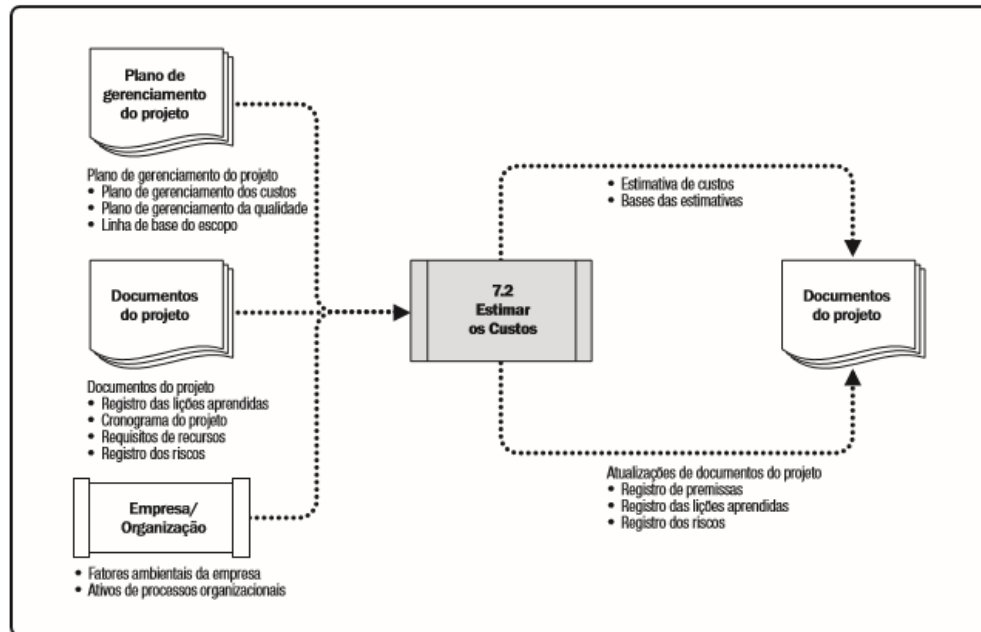 Plano de
gerenciamento
do projeto
Plano de gerenciamento do projeto
• Plano de gerenciamento dos custos
• Plano de gerenciamento da qualidade
• Linha de base do escopo
Documentos
do projeto
Documentos do projeto
• Registro das lições aprendidas
• Cronograma do projeto
• Requisitos de recursos
• Registro dos riscos
Empresa/
Organização
• Fatores ambientais da empresa
• Ativos de processos organizacionais
7.2
Estimar
os Custos
• Estimativa de custos
• Bases das estimativas
Documentos
do projeto
Atualizações de documentos do projeto
• Registro de premissas
• Registro das lições aprendidas
• Registro dos riscos